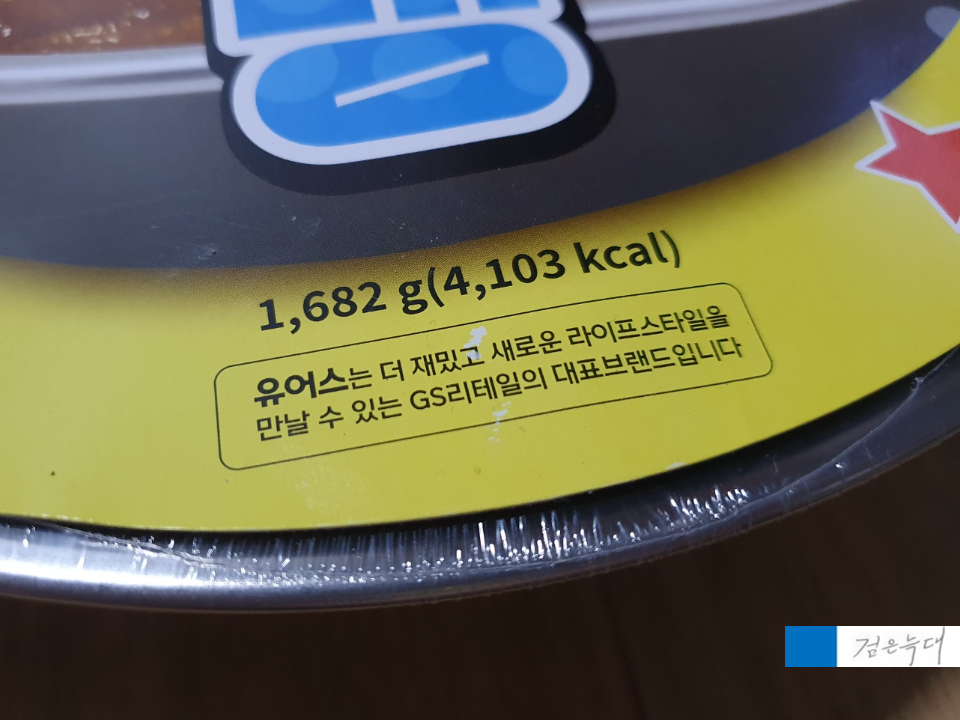 1,682 g(4,103 kcal)
유어스는 더 재밌고 새로운 라이프스타일을
만날 수 있는 GS리테일의 대표브랜드입니다
검은늑대